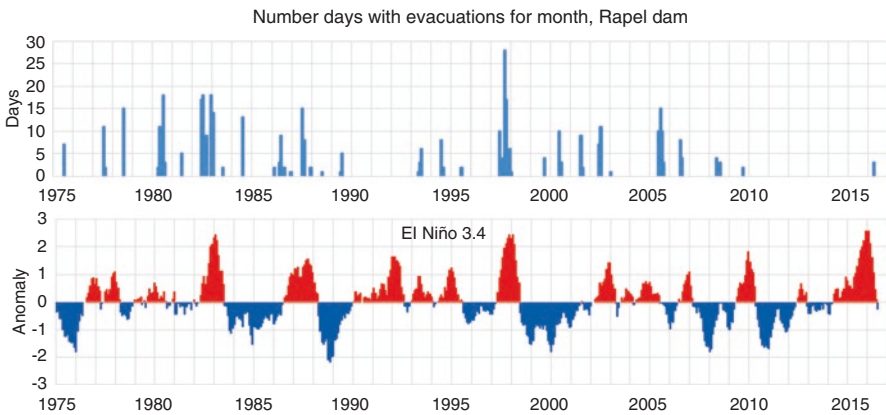 Number days with evacuations for month, Rapel dam
Days
30
25
20
15
10
5
0
1975 1980 1985 1990 1995 2000 2005 2010 2015
El Niño 3.4
Anomaly
3
2
1
0
-1
-2
-3
1975 1980 1985 1990 1995 2000 2005 2010 2015